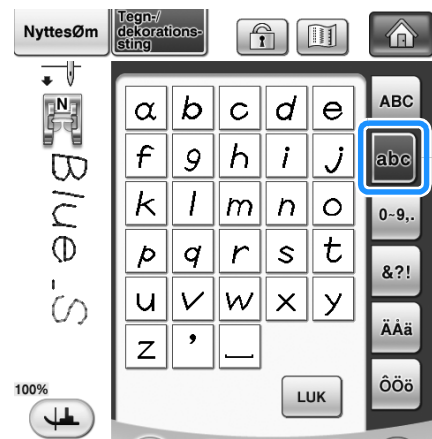 NyttesØm
Tegn-/
dekorations-
sting
N
Blue_S
100%
a b c d e
f g h i j
k l m n o
p q r s t
u v w x y
z ' _
LUK
ABC
abc
0~9,.
&?!
ÄÅä
ÔÖö